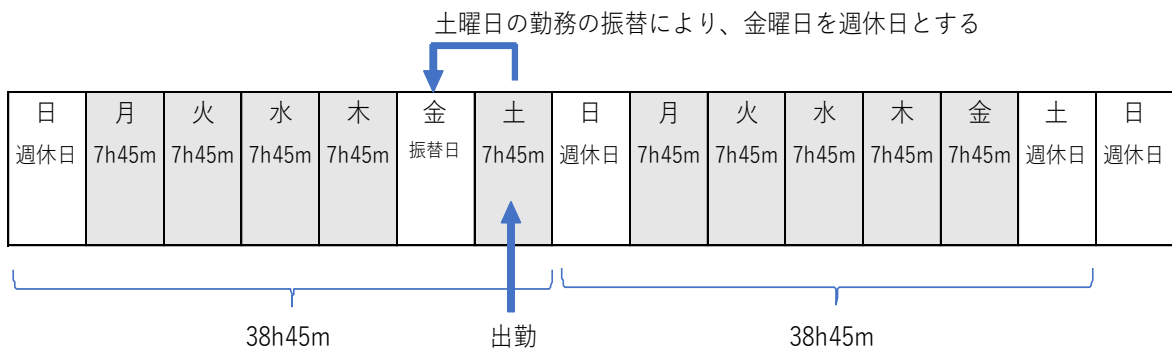 土曜日の勤務の振替により、金曜日を週休日とする
日 月 火 水 木 金 土 日 月 火 水 木 金 土 日
週休日 7h45m 7h45m 7h45m 7h45m 振替日 7h45m 週休日 7h45m 7h45m 7h45m 7h45m 7h45m 週休日 週休日
38h45m 出勤 38h45m